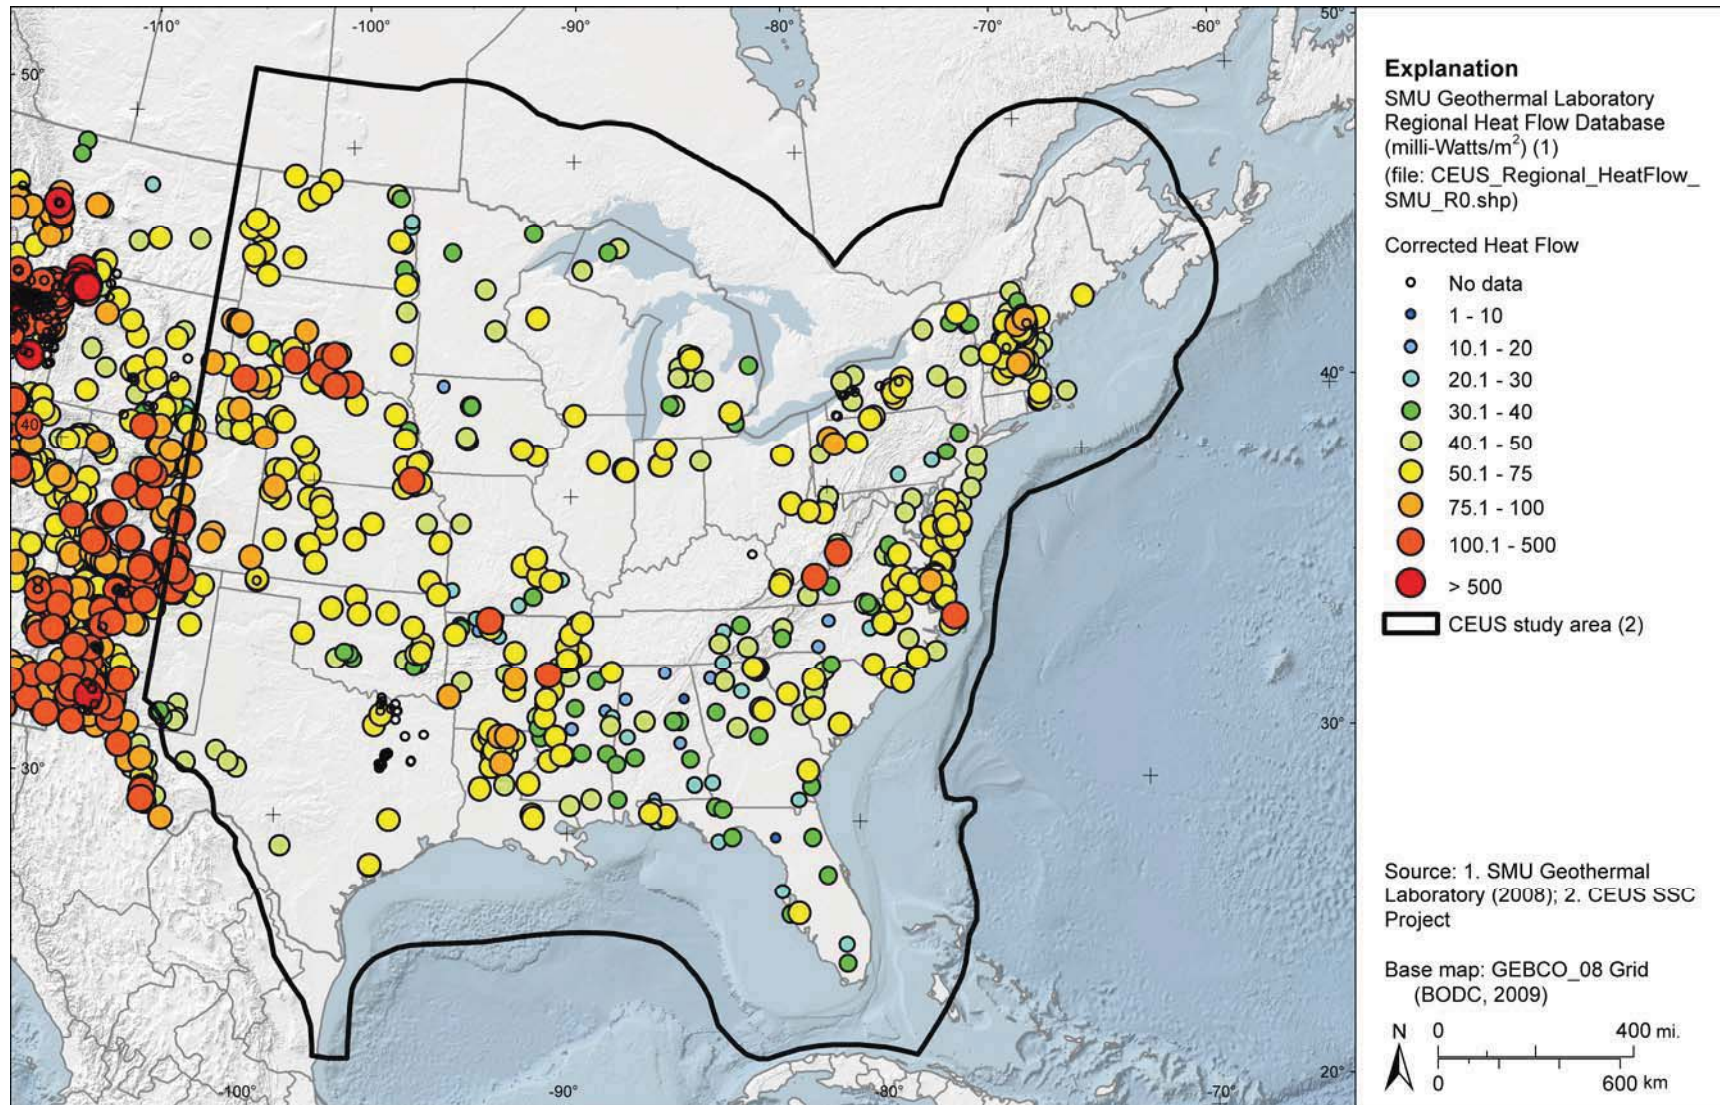 -110°
-100°
-90°
-80°
-70°
-60°
50°
50°
40°
40
30°
30°
20°
-100°
-90°
-80°
-70°
Explanation
SMU Geothermal Laboratory
Regional Heat Flow Database
(milli-Watts/m²) (1)
(file: CEUS_Regional_HeatFlow_
SMU_R0.shp)
Corrected Heat Flow
No data
1 - 10
10.1 - 20
20.1 - 30
30.1 - 40
40.1 - 50
50.1 - 75
75.1 - 100
100.1 - 500
> 500
CEUS study area (2)
Source: 1. SMU Geothermal
Laboratory (2008); 2. CEUS SSC
Project
Base map: GEBCO_08 Grid
(BODC, 2009)
N 0 400 mi.
0 600 km